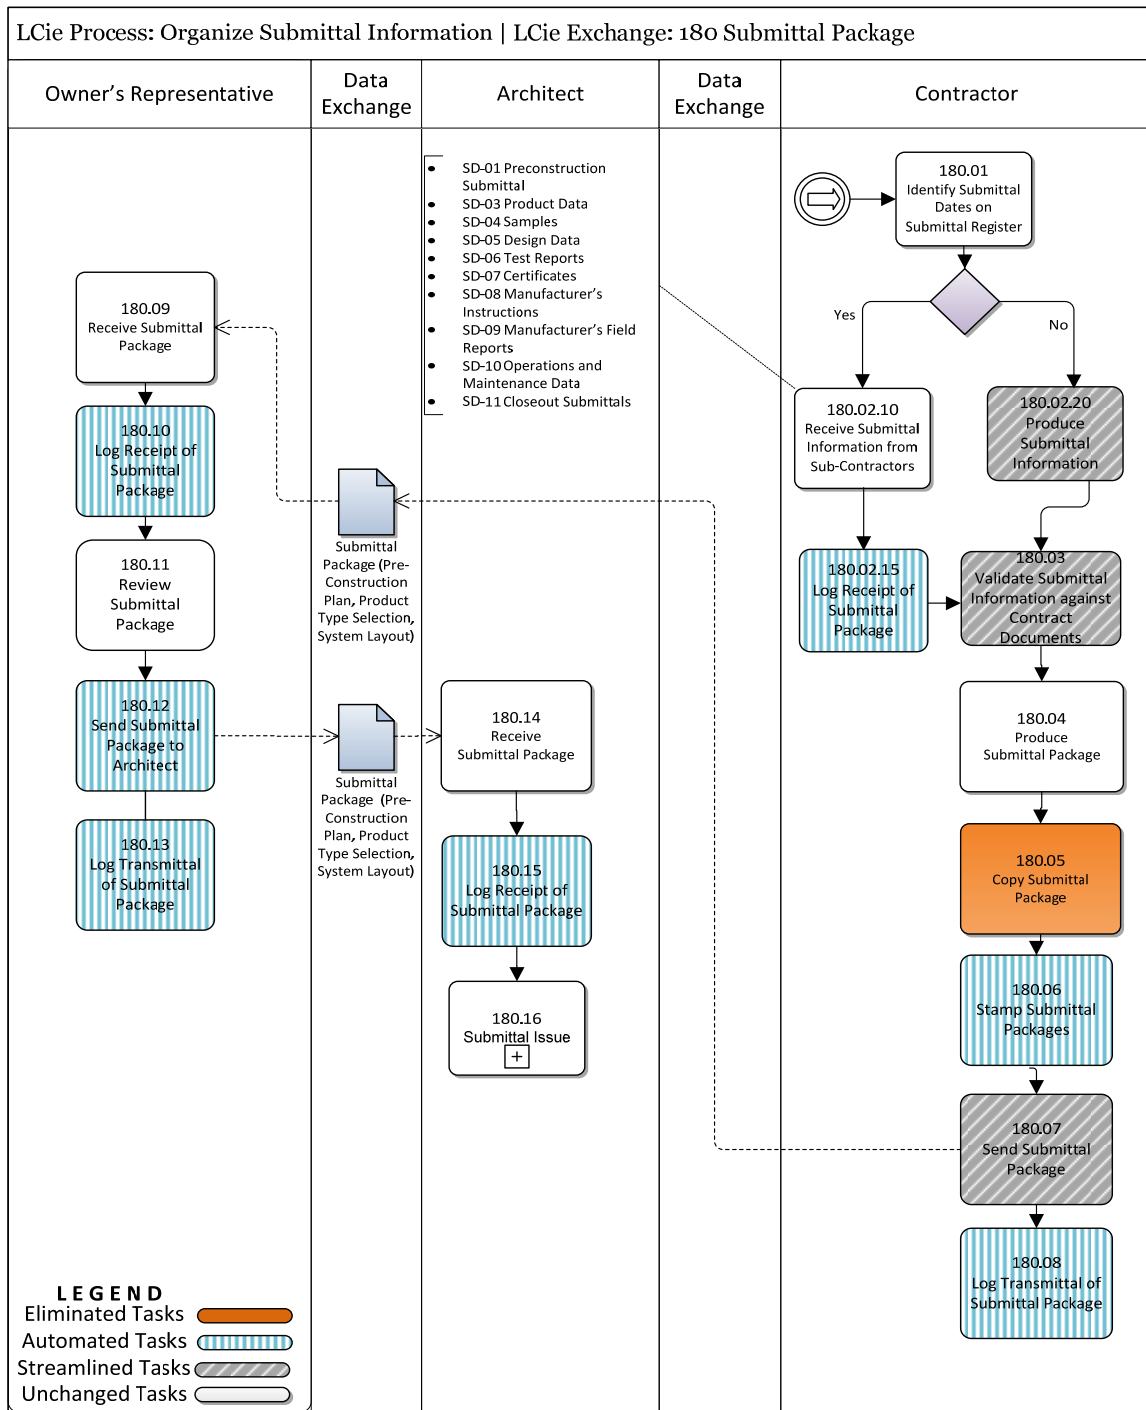 LCie Process: Organize Submittal Information | LCie Exchange: 180 Submittal Package
Owner's Representative
Data
Exchange
Architect
Data
Exchange
Contractor
• SD-01 Preconstruction
Submittal
• SD-03 Product Data
• SD-04 Samples
• SD-05 Design Data
• SD-06 Test Reports
• SD-07 Certificates
• SD-08 Manufacturer's
Instructions
• SD-09 Manufacturer's Field
Reports
• SD-10 Operations and
Maintenance Data
• SD-11 Closeout Submittals
180.01
Identify Submittal
Dates on
Submittal Register
Yes
No
180.02.10
Receive Submittal
Information from
Sub-Contractors
180.02.20
Produce
Submittal
Information
180.02.15
Log Receipt of
Submittal
Package
180.03
Validate Submittal
Information against
Contract
Documents
180.04
Produce
Submittal Package
180.05
Copy Submittal
Package
180.06
Stamp Submittal
Packages
180.07
Send Submittal
Package
180.08
Log Transmittal of
Submittal Package
180.09
Receive Submittal
Package
180.10
Log Receipt of
Submittal
Package
180.11
Review
Submittal
Package
180.12
Send Submittal
Package to
Architect
180.13
Log Transmittal
of Submittal
Package
Submittal
Package (Pre-
Construction
Plan, Product
Type Selection,
System Layout)
Submittal
Package (Pre-
Construction
Plan, Product
Type Selection,
System Layout)
180.14
Receive
Submittal Package
180.15
Log Receipt of
Submittal Package
180.16
Submittal Issue
+
LEGEND
Eliminated Tasks
Automated Tasks
Streamlined Tasks
Unchanged Tasks